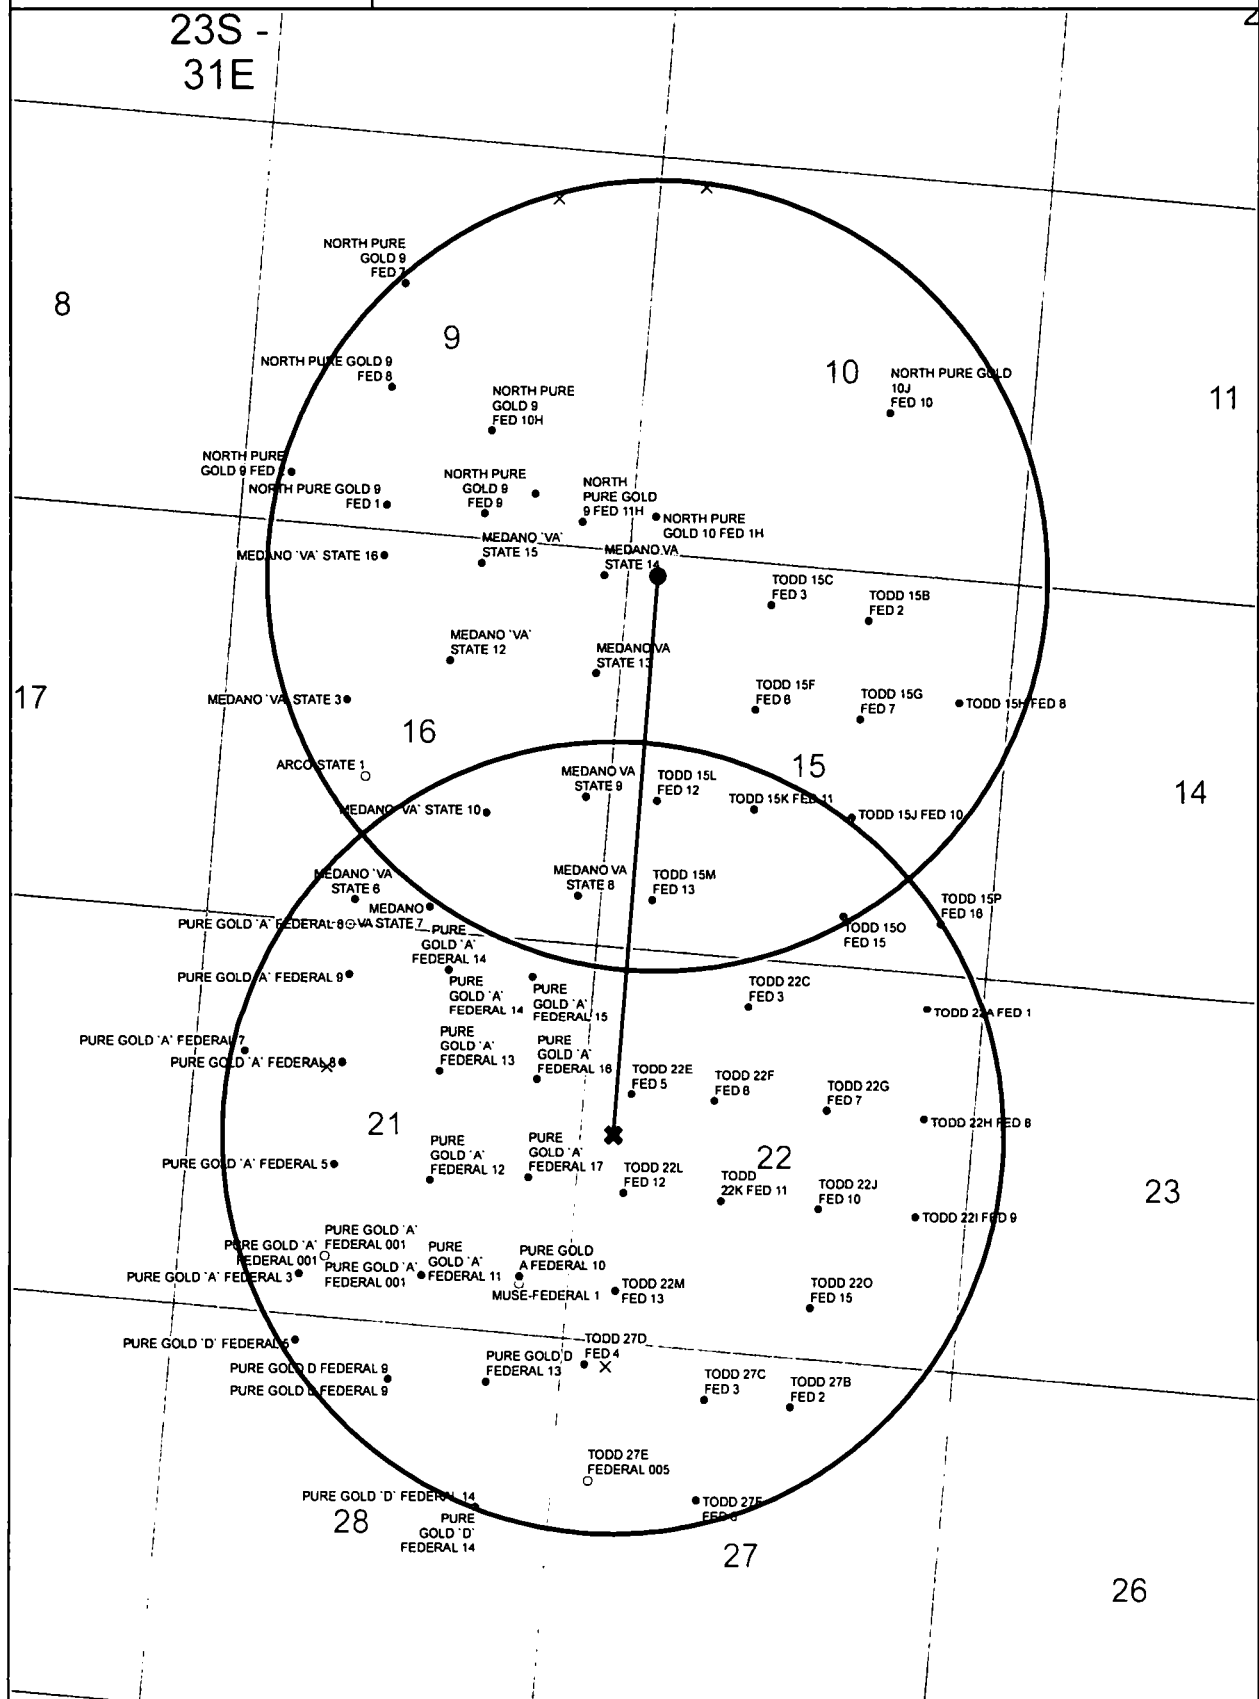 23S -
31E
NORTH PURE
GOLD 9
FED 7
8
9
NORTH PURE GOLD 9
FED 8
10
NORTH PURE GOLD
10J
FED 10
11
NORTH PURE
GOLD 9
FED 10H
NORTH PURE
GOLD 9 FED
NORTH PURE GOLD 9
FED 1
NORTH PURE
GOLD 9
FED 9
NORTH
PURE GOLD
9 FED 11H
NORTH PURE
GOLD 10 FED 1H
MEDANO 'VA' STATE 16
MEDANO 'VA'
STATE 15
MEDANO VA
STATE 14
TODD 15C
FED 3
TODD 15B
FED 2
MEDANO 'VA'
STATE 12
MEDANO VA
STATE 13
17
MEDANO 'VA' STATE 3
TODD 15F
FED 6
TODD 15G
FED 7
TODD 15H FED 8
16
ARCO STATE 1
MEDANO VA
STATE 9
TODD 15L
FED 12
15
TODD 15K FED 11
14
MEDANO 'VA' STATE 10
TODD 15J FED 10
MEDANO 'VA'
STATE 6
MEDANO VA
STATE 8
TODD 15M
FED 13
TODD 15P
FED 16
PURE GOLD 'A' FEDERAL 8
MEDANO
VA STATE 7
TODD 15O
FED 15
PURE
GOLD 'A'
FEDERAL 14
PURE GOLD 'A' FEDERAL 9
PURE
GOLD 'A'
FEDERAL 14
PURE
GOLD 'A'
FEDERAL 15
TODD 22C
FED 3
TODD 22A FED 1
PURE GOLD 'A' FEDERAL 7
PURE GOLD 'A' FEDERAL 8
PURE
GOLD 'A'
FEDERAL 13
PURE
GOLD 'A'
FEDERAL 16
TODD 22E
FED 5
TODD 22F
FED 6
TODD 22G
FED 7
TODD 22H FED 8
21
PURE GOLD 'A' FEDERAL 5
PURE
GOLD 'A'
FEDERAL 12
PURE
GOLD 'A'
FEDERAL 17
TODD 22L
FED 12
22
TODD
22K FED 11
TODD 22J
FED 10
23
TODD 22I FED 9
PURE GOLD 'A'
FEDERAL 001
PURE GOLD 'A'
FEDERAL 001
PURE GOLD 'A'
FEDERAL 001
PURE GOLD 'A' FEDERAL 3
PURE
GOLD 'A'
FEDERAL 11
PURE GOLD
A FEDERAL 10
MUSE-FEDERAL 1
TODD 22M
FED 13
TODD 22O
FED 15
PURE GOLD 'D' FEDERAL 5
PURE GOLD D FEDERAL 9
PURE GOLD D FEDERAL 9
PURE GOLD D
FEDERAL 13
TODD 27D
FED 4
TODD 27C
FED 3
TODD 27B
FED 2
TODD 27E
FEDERAL 005
PURE GOLD 'D' FEDERAL 14
PURE
GOLD 'D'
FEDERAL 14
TODD 27F
FED
28
27
26